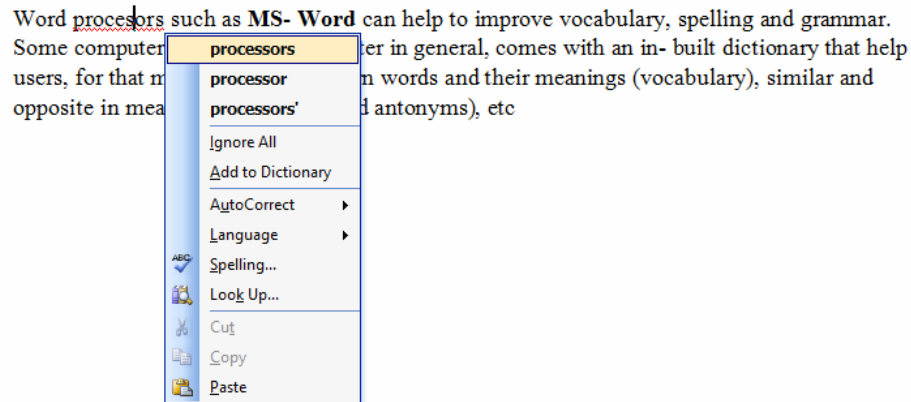 Word procesors such as MS- Word can help to improve vocabulary, spelling and grammar.
Some computer ter in general, comes with an in- built dictionary that help
users, for that m n words and their meanings (vocabulary), similar and
opposite in mea d antonyms), etc
processors
processor
processors'
Ignore All
Add to Dictionary
AutoCorrect
Language
ABC
Spelling...
Look Up...
Cut
Copy
Paste